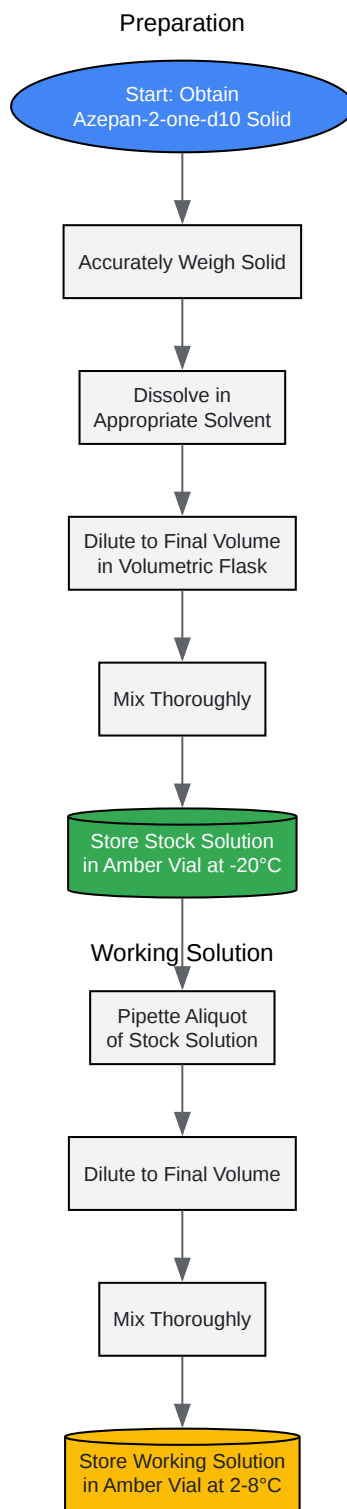 Preparation
Start: Obtain
Azepan-2-one-d10 Solid
Accurately Weigh Solid
Dissolve in
Appropriate Solvent
Dilute to Final Volume
in Volumetric Flask
Mix Thoroughly
Store Stock Solution
in Amber Vial at -20°C
Working Solution
Pipette Aliquot
of Stock Solution
Dilute to Final Volume
Mix Thoroughly
Store Working Solution
in Amber Vial at 2-8°C